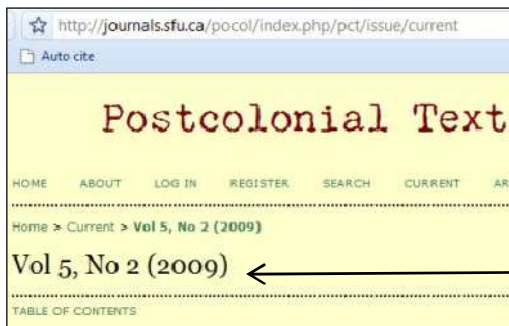 http://journals.sfu.ca/pocol/index.php/pct/issue/current
Auto cite
Postcolonial Text
HOME ABOUT LOG IN REGISTER SEARCH CURRENT AR
Home > Current > Vol 5, No 2 (2009)
Vol 5, No 2 (2009)
TABLE OF CONTENTS